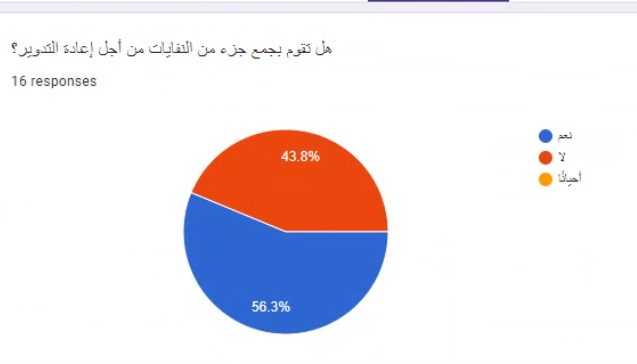 هل تقوم بجمع جزء من النفايات من أجل إعادة التدوير؟
16 responses
نعم
لا
أحيانًا
43.8%
56.3%